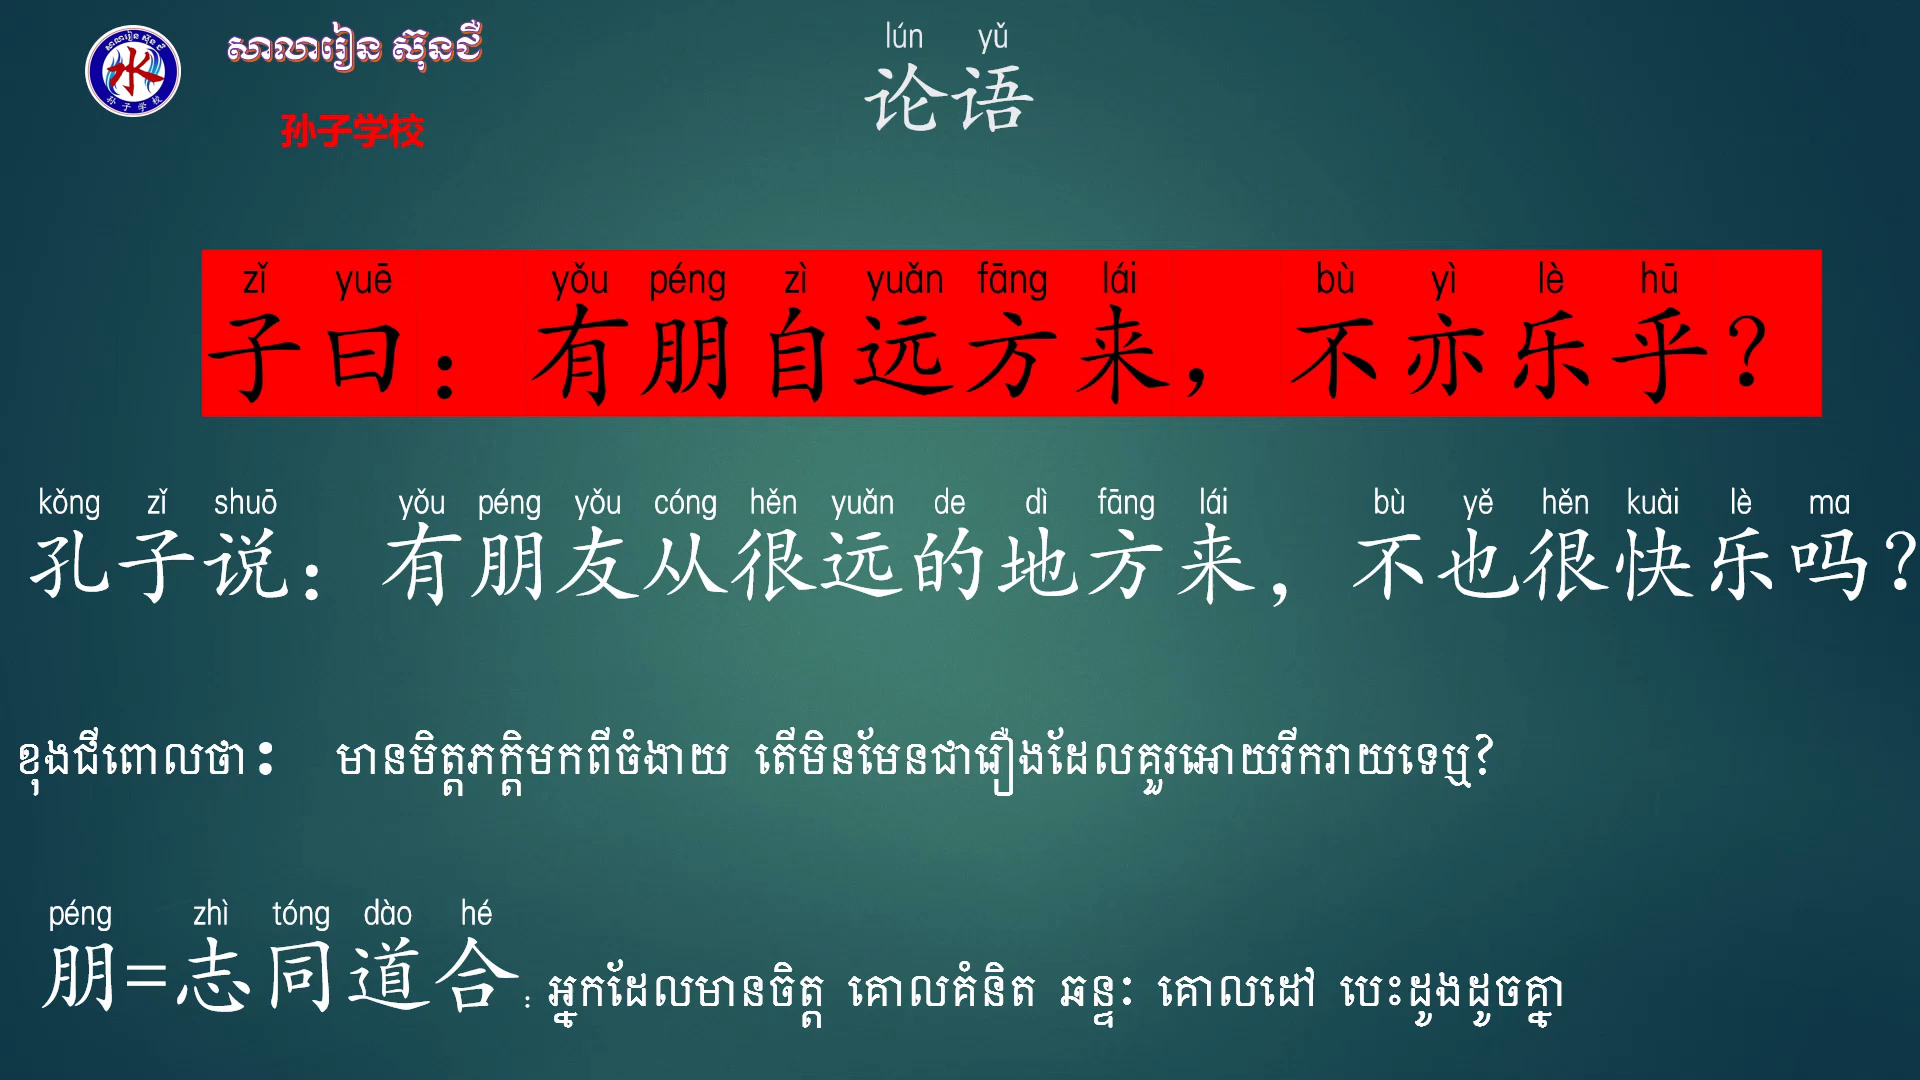 សាលារៀន ស៊ុនជឺ
孙子学校
lún yǔ
论语
zǐ yuē yǒu péng zì yuǎn fāng lái bù yì lè hū
子曰：有朋自远方来，不亦乐乎？
kǒng zǐ shuō yǒu péng yǒu cóng hěn yuǎn de dì fāng lái bù yě hěn kuài lè ma
孔子说：有朋友从很远的地方来，不也很快乐吗？
ខុងជឺពោលថា： មានមិត្តភក្តិមកពីចំងាយ តើមិនមែនជារឿងដែលគួរអោយរីករាយទេឬ?
péng zhì tóng dào hé
朋=志同道合：អ្នកដែលមានចិត្ត គោលគំនិត ឆន្ទៈ គោលដៅ បេះដូងដូចគ្នា